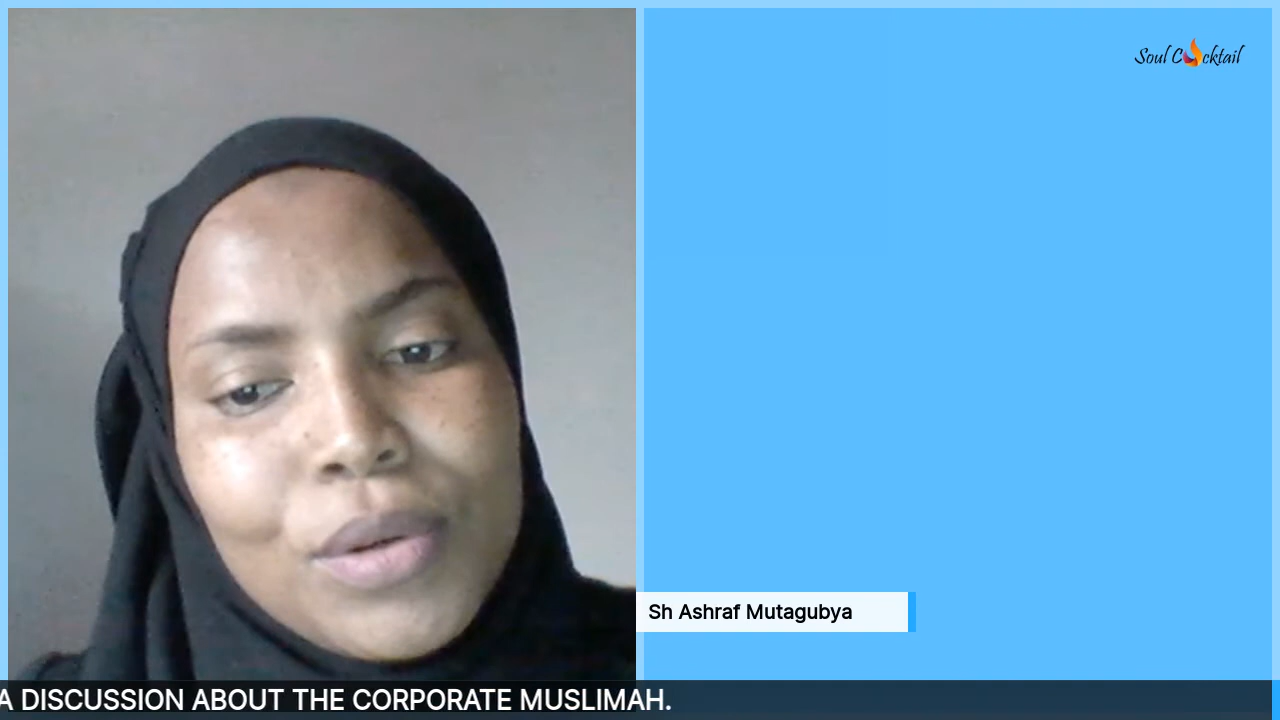 Soul Cocktail
Sh Ashraf Mutagubya
A DISCUSSION ABOUT THE CORPORATE MUSLIMAH.